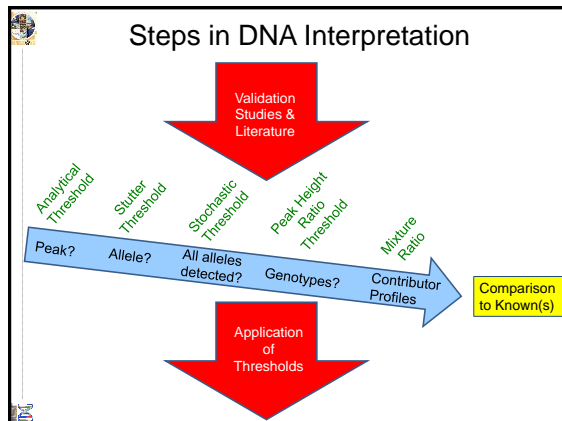 Steps in DNA Interpretation
Validation
Studies &
Literature
Analytical
Threshold
Stutter
Threshold
Stochastic
Threshold
Peak Height
Ratio
Threshold
Mixture
Ratio
Peak?
Allele?
All alleles
detected?
Genotypes?
Contributor
Profiles
Comparison
to Known(s)
Application
of
Thresholds